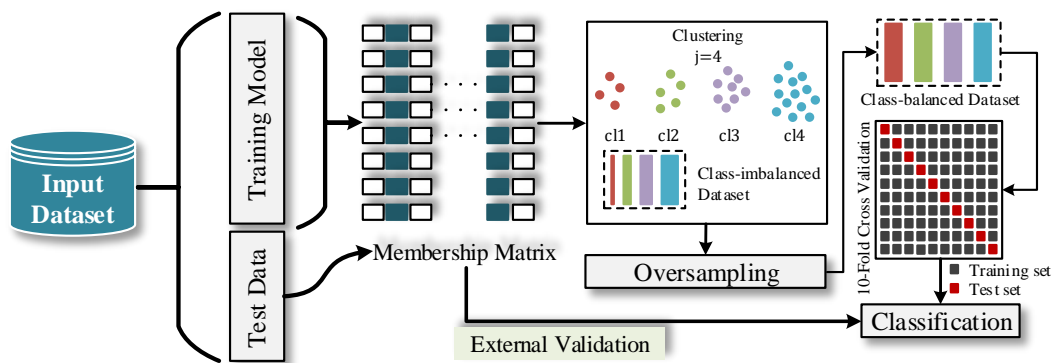 Input
Dataset
Training Model
Test Data
Membership Matrix
External Validation
Clustering
j=4
cl1
cl2
cl3
cl4
Class-imbalanced
Dataset
Oversampling
Class-balanced Dataset
10-Fold Cross Validation
Training set
Test set
Classification